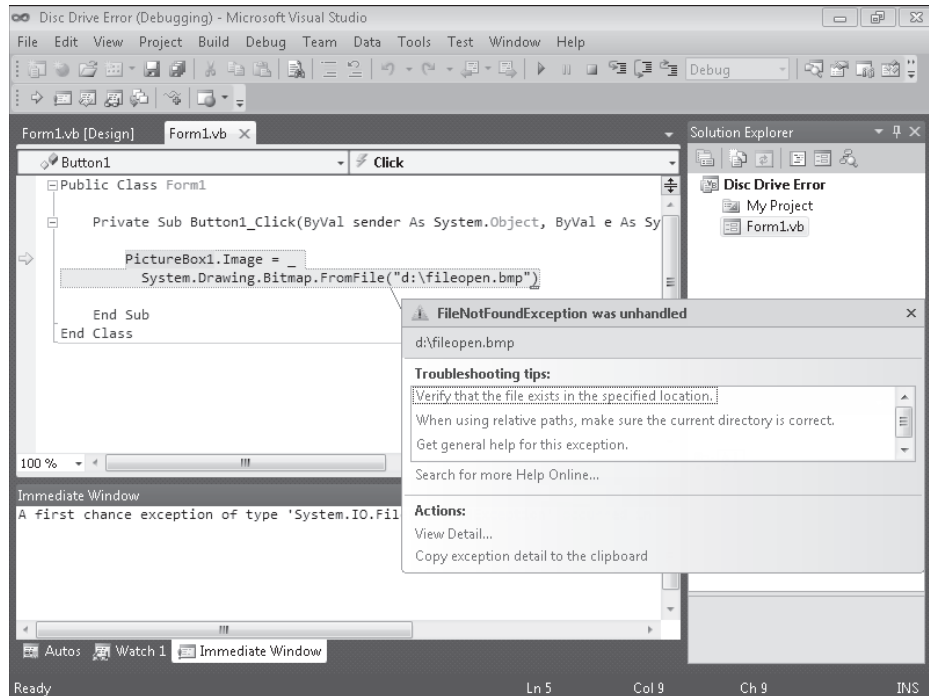 Disc Drive Error (Debugging) - Microsoft Visual Studio
File Edit View Project Build Debug Team Data Tools Test Window Help
Debug
Form1.vb [Design] Form1.vb
Solution Explorer
Button1 Click
Disc Drive Error
My Project
Form1.vb
Public Class Form1
Private Sub Button1_Click(ByVal sender As System.Object, ByVal e As Sy
PictureBox1.Image = _
System.Drawing.Bitmap.FromFile("d:\fileopen.bmp")
End Sub
End Class
FileNotFoundException was unhandled
d:\fileopen.bmp
Troubleshooting tips:
Verify that the file exists in the specified location.
When using relative paths, make sure the current directory is correct.
Get general help for this exception.
Search for more Help Online...
Actions:
View Detail...
Copy exception detail to the clipboard
100 %
Immediate Window
A first chance exception of type 'System.IO.Fil
Autos Watch 1 Immediate Window
Ready Ln 5 Col 9 Ch 9 INS